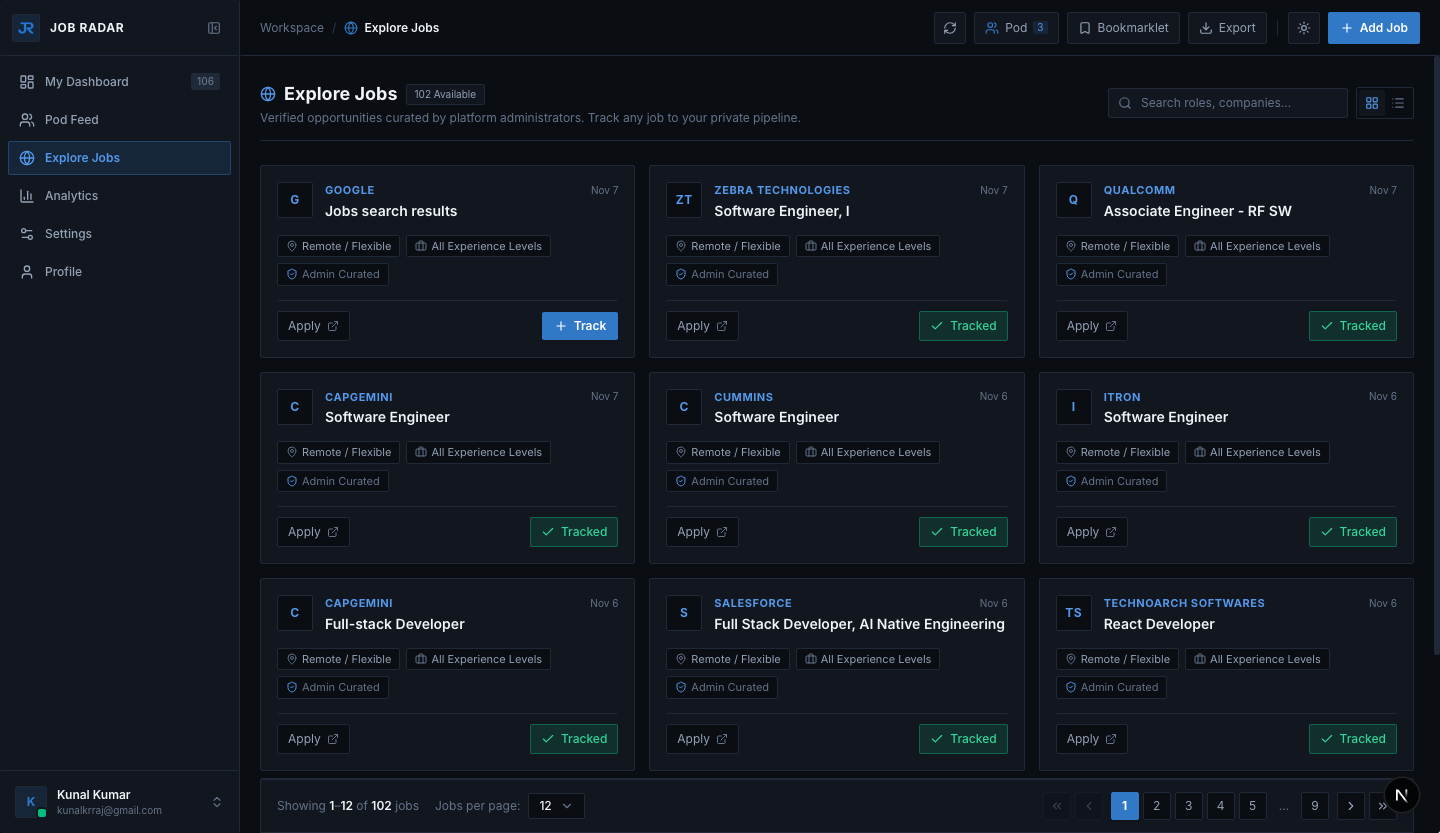 JR JOB RADAR
Workspace / Explore Jobs
Pod 3
Bookmarklet
Export
Add Job
My Dashboard 106
Pod Feed
Explore Jobs
Analytics
Settings
Profile
Explore Jobs 102 Available
Verified opportunities curated by platform administrators. Track any job to your private pipeline.
Search roles, companies...
G GOOGLE Nov 7
Jobs search results
Remote / Flexible All Experience Levels
Admin Curated
Apply Track
ZT ZEBRA TECHNOLOGIES Nov 7
Software Engineer, I
Remote / Flexible All Experience Levels
Admin Curated
Apply Tracked
Q QUALCOMM Nov 7
Associate Engineer - RF SW
Remote / Flexible All Experience Levels
Admin Curated
Apply Tracked
C CAPGEMINI Nov 7
Software Engineer
Remote / Flexible All Experience Levels
Admin Curated
Apply Tracked
C CUMMINS Nov 6
Software Engineer
Remote / Flexible All Experience Levels
Admin Curated
Apply Tracked
I ITRON Nov 6
Software Engineer
Remote / Flexible All Experience Levels
Admin Curated
Apply Tracked
C CAPGEMINI Nov 6
Full-stack Developer
Remote / Flexible All Experience Levels
Admin Curated
Apply Tracked
S SALESFORCE Nov 6
Full Stack Developer, AI Native Engineering
Remote / Flexible All Experience Levels
Admin Curated
Apply Tracked
TS TECHNOARCH SOFTWARES Nov 6
React Developer
Remote / Flexible All Experience Levels
Admin Curated
Apply Tracked
K Kunal Kumar
kunalkrraj@gmail.com
Showing 1–12 of 102 jobs Jobs per page: 12
« ‹ 1 2 3 4 5 ... 9 › »
N